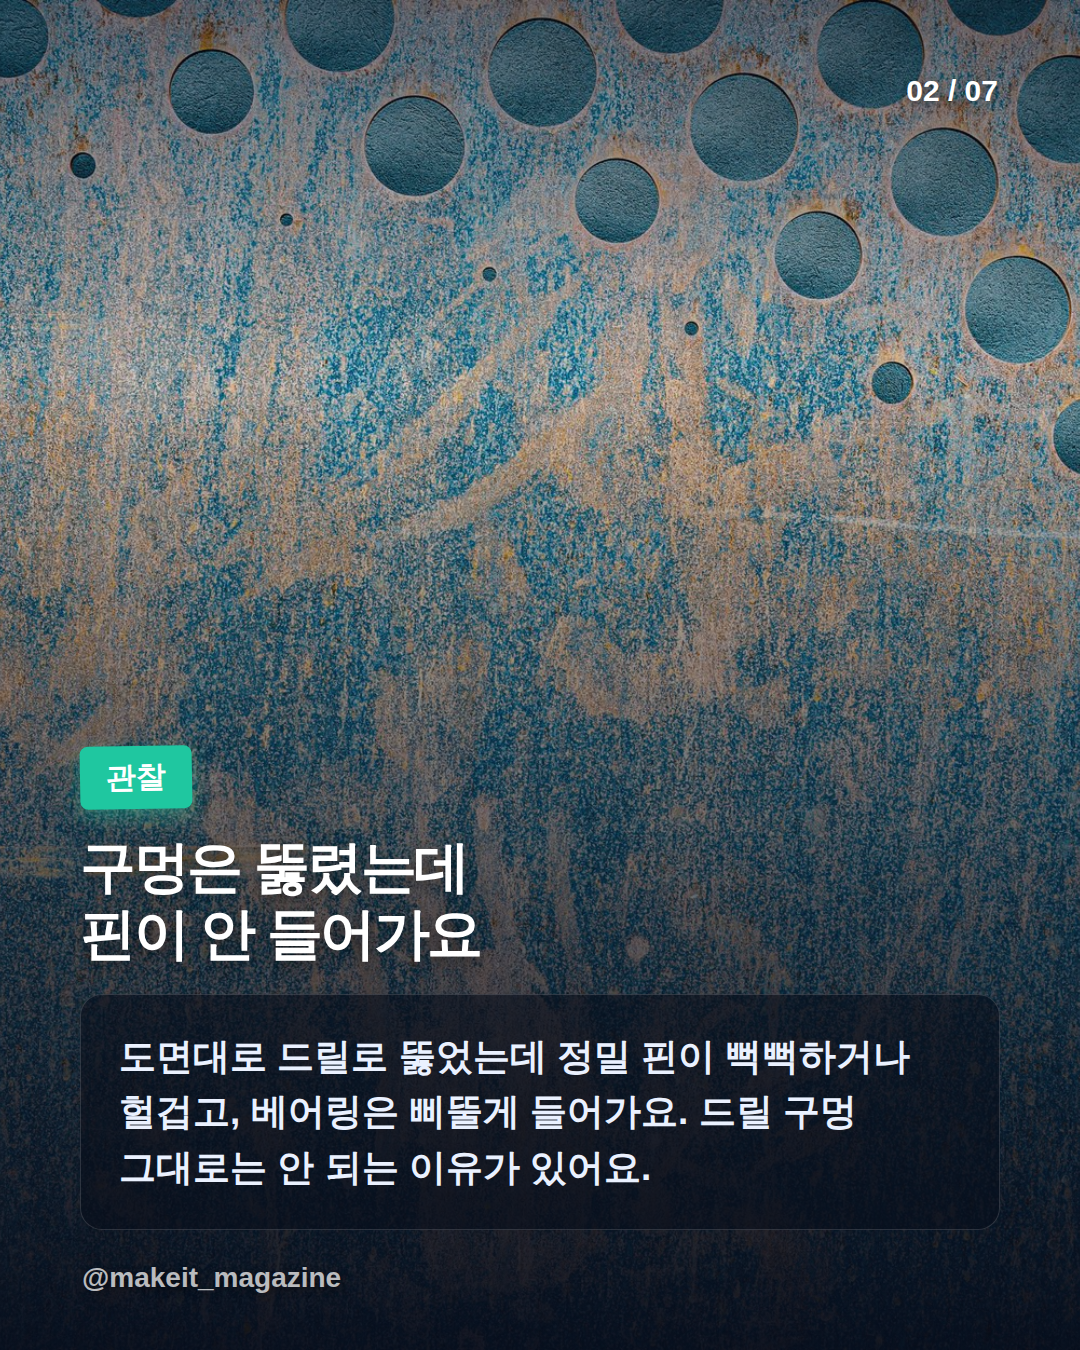 02 / 07
관찰
구멍은 뚫렸는데
핀이 안 들어가요
도면대로 드릴로 뚫었는데 정밀 핀이 뻑뻑하거나
헐겁고, 베어링은 삐뚤게 들어가요. 드릴 구멍
그대로는 안 되는 이유가 있어요.
@makeit_magazine